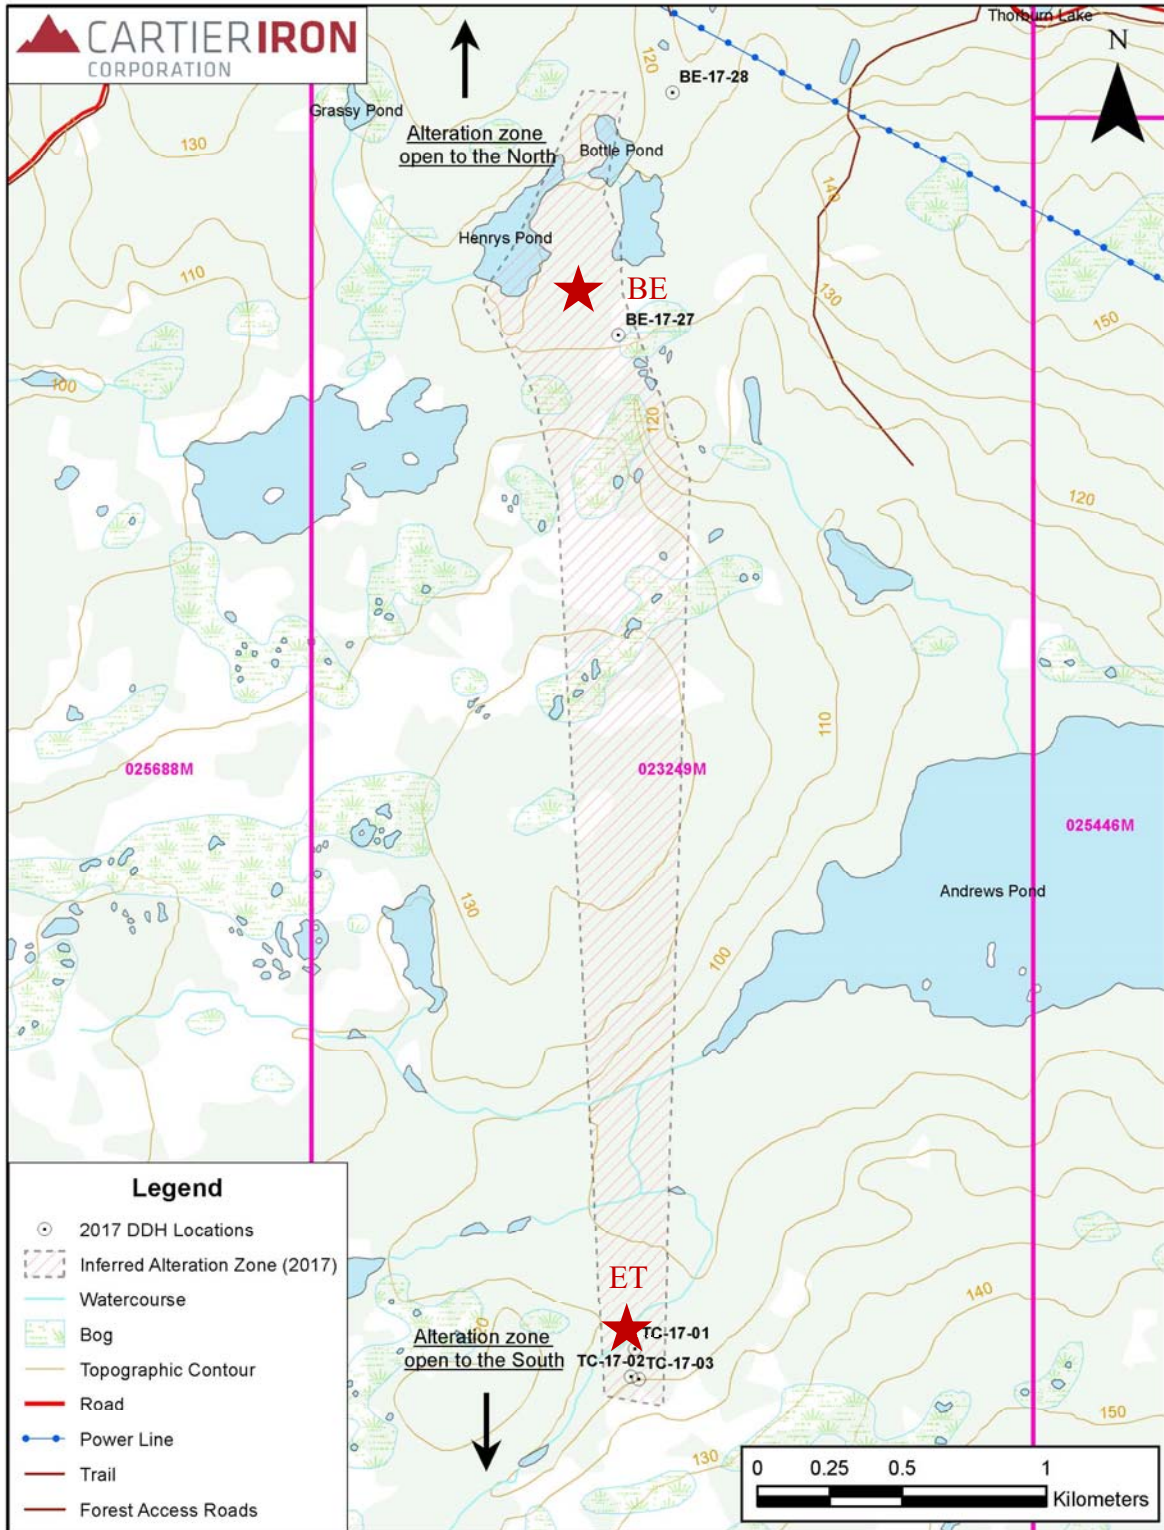 CARTIER IRON
CORPORATION
Thorburn Lake
N
120
BE-17-28
Grassy Pond
130
Alteration zone
open to the North
Bottle Pond
140
Henrys Pond
110
BE
130
BE-17-27
150
100
120
120
110
025688M
023249M
025446M
130
Andrews Pond
100
Legend
2017 DDH Locations
Inferred Alteration Zone (2017)
Watercourse
Bog
Topographic Contour
Road
Power Line
Trail
Forest Access Roads
ET
140
TC-17-01
Alteration zone
open to the South
TC-17-02
TC-17-03
150
130
0 0.25 0.5 1
Kilometers